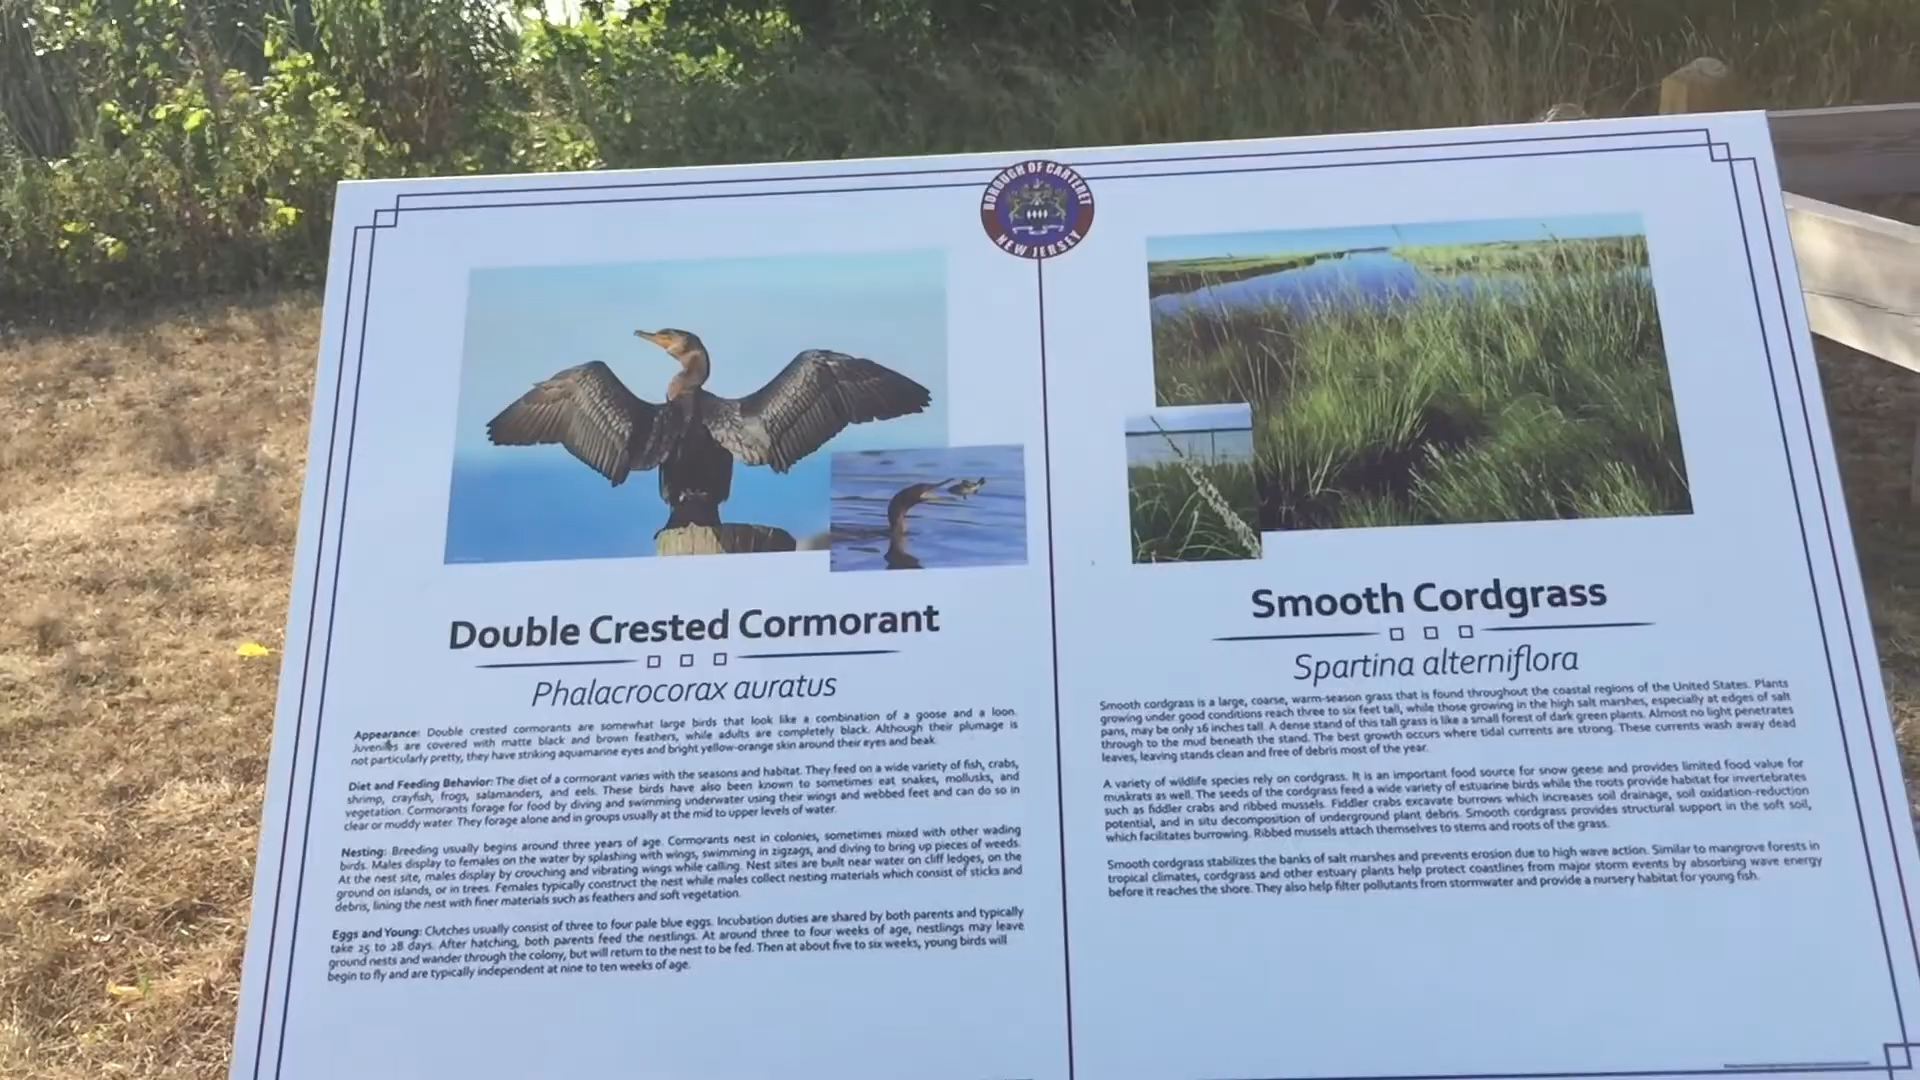 BOROUGH OF CARTERET
NEW JERSEY
Double Crested Cormorant
Phalacrocorax auratus
Appearance: Double crested cormorants are somewhat large birds that look like a combination of a goose and a loon.
Juveniles are covered with matte black and brown feathers, while adults are completely black. Although their plumage is
not particularly pretty, they have striking aquamarine eyes and bright yellow-orange skin around their eyes and beak.
Diet and Feeding Behavior: The diet of a cormorant varies with the seasons and habitat. They feed on a wide variety of fish, crabs,
shrimp, crayfish, frogs, salamanders, and eels. These birds have also been known to sometimes eat snakes, mollusks, and
vegetation. Cormorants forage for food by diving and swimming underwater using their wings and webbed feet and can do so in
clear or muddy water. They forage alone and in groups usually at the mid to upper levels of water.
Nesting: Breeding usually begins around three years of age. Cormorants nest in colonies, sometimes mixed with other wading
birds. Males display to females on the water by splashing with wings, swimming in zigzags, and diving to bring up pieces of weeds.
At the nest site, males display by crouching and vibrating wings while calling. Nest sites are built near water on cliff ledges, on the
ground on islands, or in trees. Females typically construct the nest while males collect nesting materials which consist of sticks and
debris, lining the nest with finer materials such as feathers and soft vegetation.
Eggs and Young: Clutches usually consist of three to four pale blue eggs. Incubation duties are shared by both parents and typically
take 25 to 28 days. After hatching, both parents feed the nestlings. At around three to four weeks of age, nestlings may leave
ground nests and wander through the colony, but will return to the nest to be fed. Then at about five to six weeks, young birds will
begin to fly and are typically independent at nine to ten weeks of age.
Smooth Cordgrass
Spartina alterniflora
Smooth cordgrass is a large, coarse, warm-season grass that is found throughout the coastal regions of the United States. Plants
growing under good conditions reach three to six feet tall, while those growing in the high salt marshes, especially at edges of salt
pans, may be only 16 inches tall. A dense stand of this tall grass is like a small forest of dark green plants. Almost no light penetrates
through to the mud beneath the stand. The best growth occurs where tidal currents are strong. These currents wash away dead
leaves, leaving stands clean and free of debris most of the year.
A variety of wildlife species rely on cordgrass. It is an important food source for snow geese and provides limited food value for
muskrats as well. The seeds of the cordgrass feed a wide variety of estuarine birds while the roots provide habitat for invertebrates
such as fiddler crabs and ribbed mussels. Fiddler crabs excavate burrows which increases soil drainage, soil oxidation-reduction
potential, and in situ decomposition of underground plant debris. Smooth cordgrass provides structural support in the soft soil,
which facilitates burrowing. Ribbed mussels attach themselves to stems and roots of the grass.
Smooth cordgrass stabilizes the banks of salt marshes and prevents erosion due to high wave action. Similar to mangrove forests in
tropical climates, cordgrass and other estuary plants help protect coastlines from major storm events by absorbing wave energy
before it reaches the shore. They also help filter pollutants from stormwater and provide a nursery habitat for young fish.